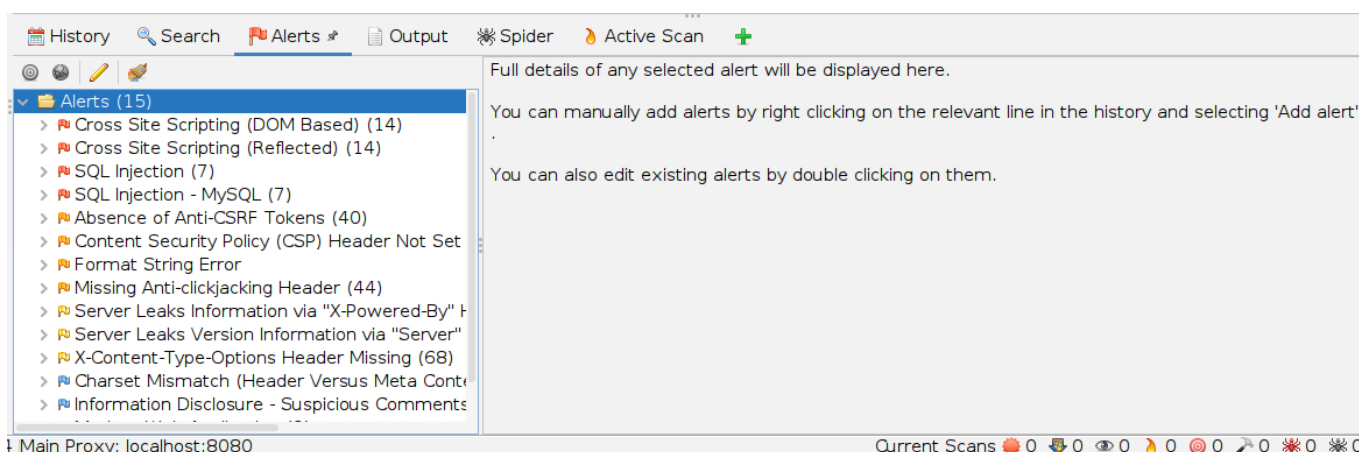 History Search Alerts Output Spider Active Scan
Full details of any selected alert will be displayed here.
You can manually add alerts by right clicking on the relevant line in the history and selecting 'Add alert'
.
You can also edit existing alerts by double clicking on them.
Alerts (15)
Cross Site Scripting (DOM Based) (14)
Cross Site Scripting (Reflected) (14)
SQL Injection (7)
SQL Injection - MySQL (7)
Absence of Anti-CSRF Tokens (40)
Content Security Policy (CSP) Header Not Set
Format String Error
Missing Anti-clickjacking Header (44)
Server Leaks Information via "X-Powered-By"
Server Leaks Version Information via "Server"
X-Content-Type-Options Header Missing (68)
Charset Mismatch (Header Versus Meta
Information Disclosure - Suspicious Comments
Main Proxy: localhost:8080 Current Scans 0 0 0 0 0 0 0 0